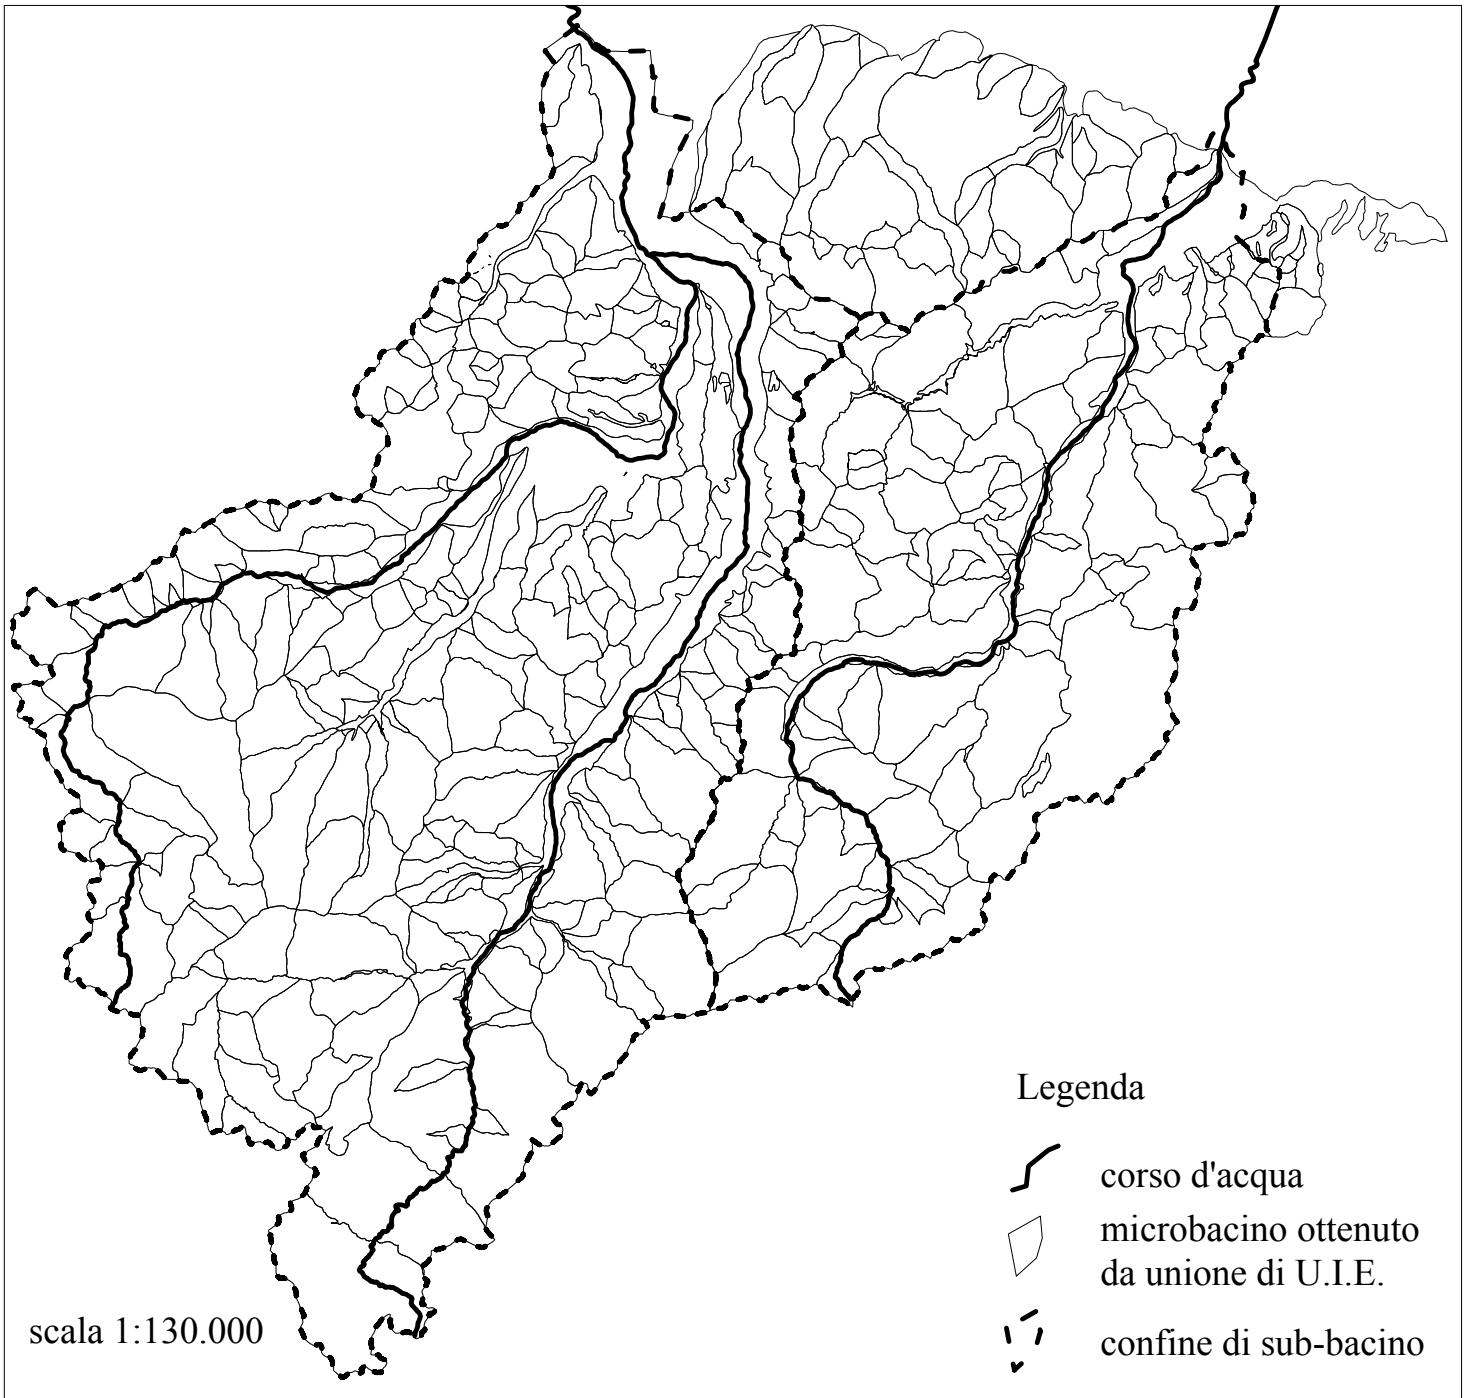 Legenda
corso d'acqua
microbacino ottenuto
da unione di U.I.E.
confine di sub-bacino
scala 1:130.000